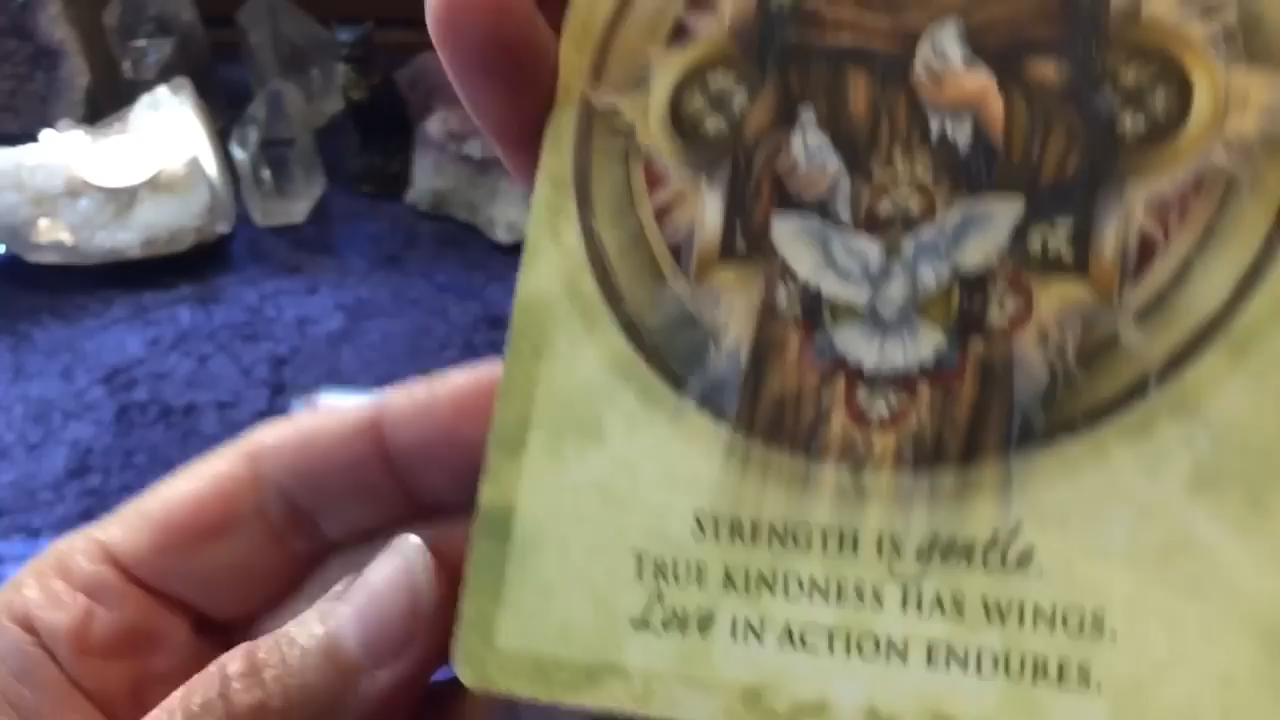 STRENGTH IS gentle.
TRUE KINDNESS HAS WINGS.
Love IN ACTION ENDURES.